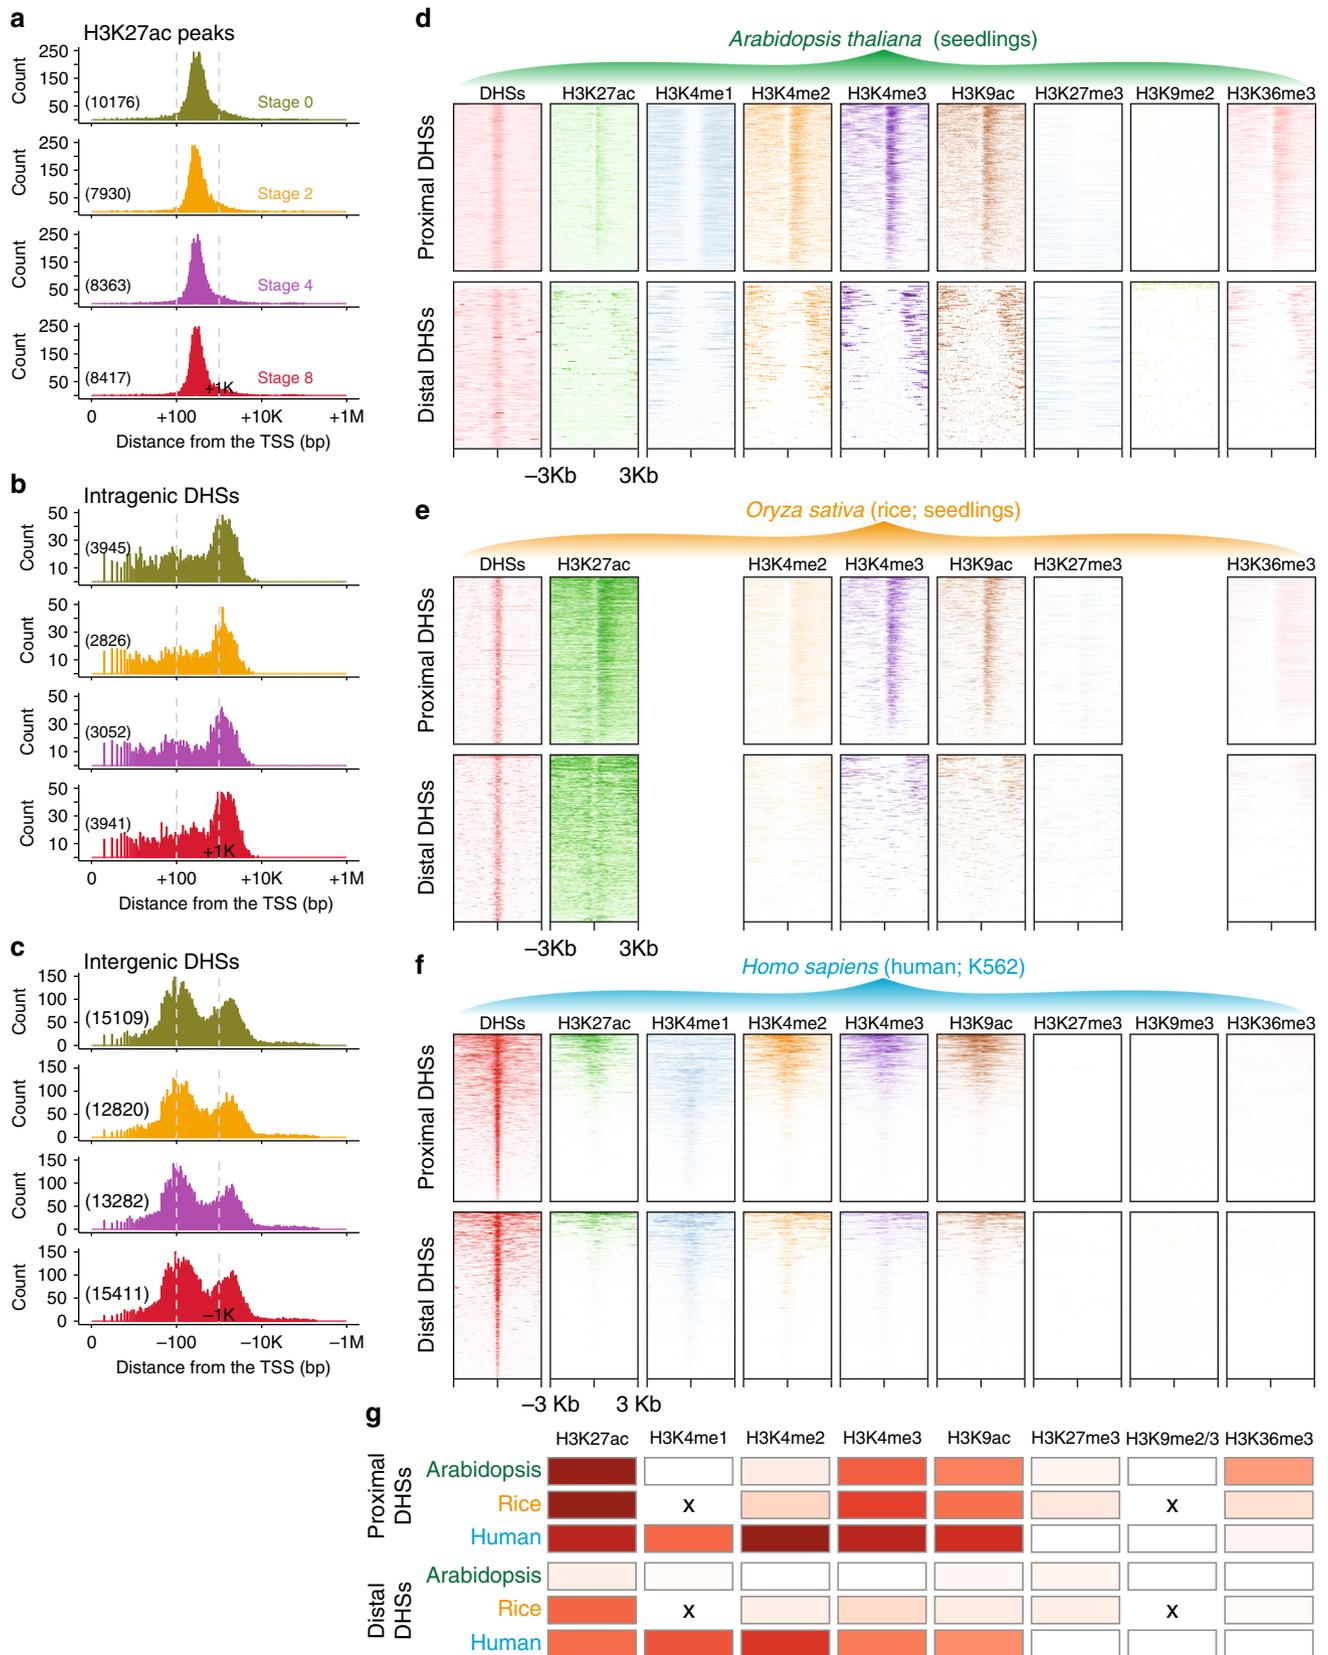 a
H3K27ac peaks
Count
250
150
50
(10176)
Stage 0
Count
250
150
50
(7930)
Stage 2
Count
250
150
50
(8363)
Stage 4
Count
250
150
50
(8417)
+1K
Stage 8
0 +100 +10K +1M
Distance from the TSS (bp)
b
Intragenic DHSs
Count
50
30
10
(3945)
Count
50
30
10
(2826)
Count
50
30
10
(3052)
Count
50
30
10
(3941)
+1K
0 +100 +10K +1M
Distance from the TSS (bp)
c
Intergenic DHSs
Count
150
100
50
0
(15109)
Count
150
100
50
0
(12820)
Count
150
100
50
0
(13282)
Count
150
100
50
0
(15411)
–1K
0 –100 –10K –1M
Distance from the TSS (bp)
d
Arabidopsis thaliana (seedlings)
DHSs H3K27ac H3K4me1 H3K4me2 H3K4me3 H3K9ac H3K27me3 H3K9me2 H3K36me3
Proximal DHSs
Distal DHSs
–3Kb 3Kb
e
Oryza sativa (rice; seedlings)
DHSs H3K27ac H3K4me2 H3K4me3 H3K9ac H3K27me3 H3K36me3
Proximal DHSs
Distal DHSs
–3Kb 3Kb
f
Homo sapiens (human; K562)
DHSs H3K27ac H3K4me1 H3K4me2 H3K4me3 H3K9ac H3K27me3 H3K9me3 H3K36me3
Proximal DHSs
Distal DHSs
–3 Kb 3 Kb
g
H3K27ac H3K4me1 H3K4me2 H3K4me3 H3K9ac H3K27me3 H3K9me2/3 H3K36me3
Proximal
DHSs
Arabidopsis
Rice x x
Human
Distal
DHSs
Arabidopsis
Rice x x
Human